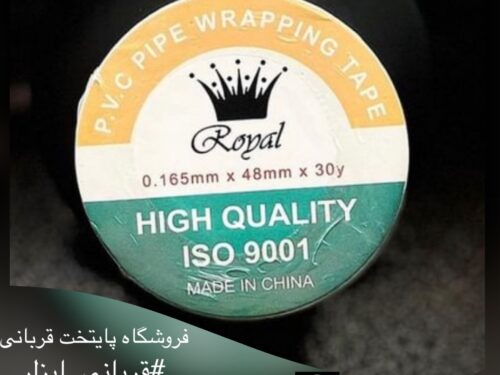 P.V.C PIPE WRAPPING TAPE
Royal
0.165mm x 48mm x 30y
HIGH QUALITY
ISO 9001
MADE IN CHINA
فروشگاه پایتخت قربانی